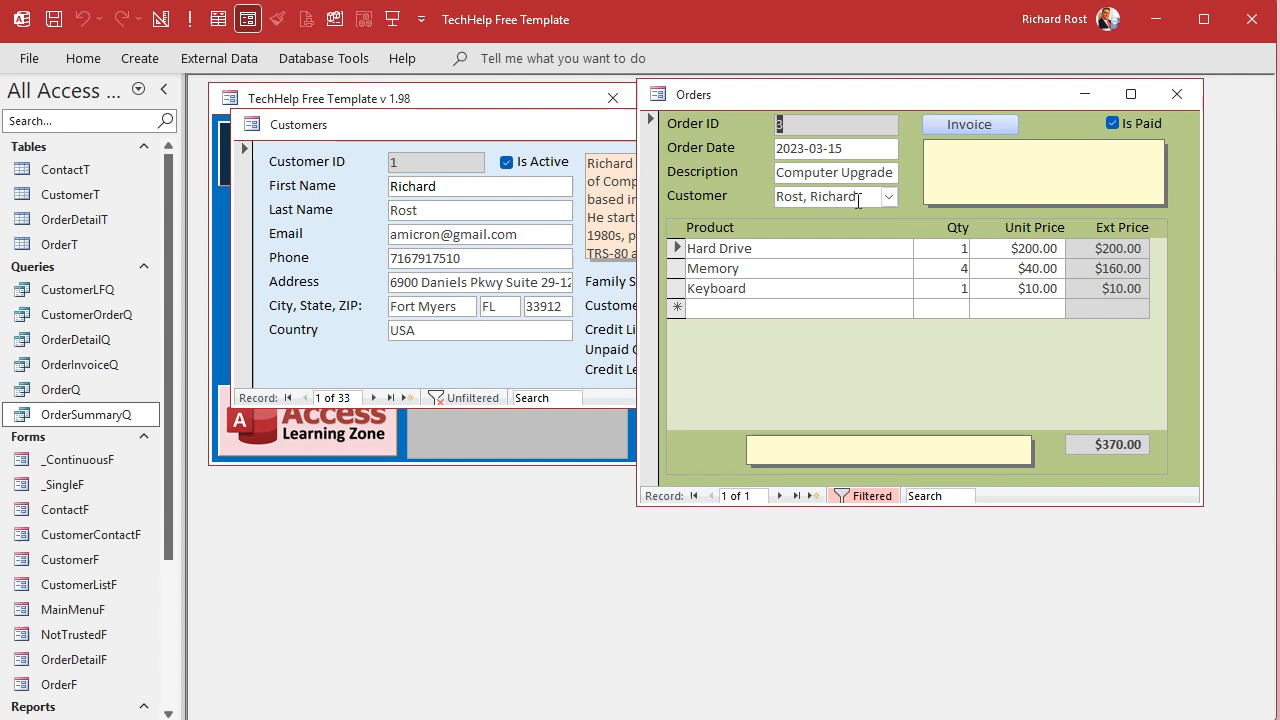 TechHelp Free Template
Richard Rost
File Home Create External Data Database Tools Help Tell me what you want to do
All Access ...
Search...
Tables
ContactT
CustomerT
OrderDetailT
OrderT
Queries
CustomerLFQ
CustomerOrderQ
OrderDetailQ
OrderInvoiceQ
OrderQ
OrderSummaryQ
Forms
_ContinuousF
_SingleF
ContactF
CustomerContactF
CustomerF
CustomerListF
MainMenuF
NotTrustedF
OrderDetailF
OrderF
Reports
TechHelp Free Template v 1.98
Customers
Customer ID 1 Is Active
First Name Richard
Last Name Rost
Email amicron@gmail.com
Phone 7167917510
Address 6900 Daniels Pkwy Suite 29-12
City, State, ZIP: Fort Myers FL 33912
Country USA
Richard
of Comp
based in
He start
1980s, p
TRS-80 a
Family S
Custome
Credit Li
Unpaid O
Credit Le
Record: 1 of 33 Unfiltered Search
A Access
Learning Zone
Orders
Order ID 3 Invoice Is Paid
Order Date 2023-03-15
Description Computer Upgrade
Customer Rost, Richard
Product Qty Unit Price Ext Price
Hard Drive 1 $200.00 $200.00
Memory 4 $40.00 $160.00
Keyboard 1 $10.00 $10.00
$370.00
Record: 1 of 1 Filtered Search